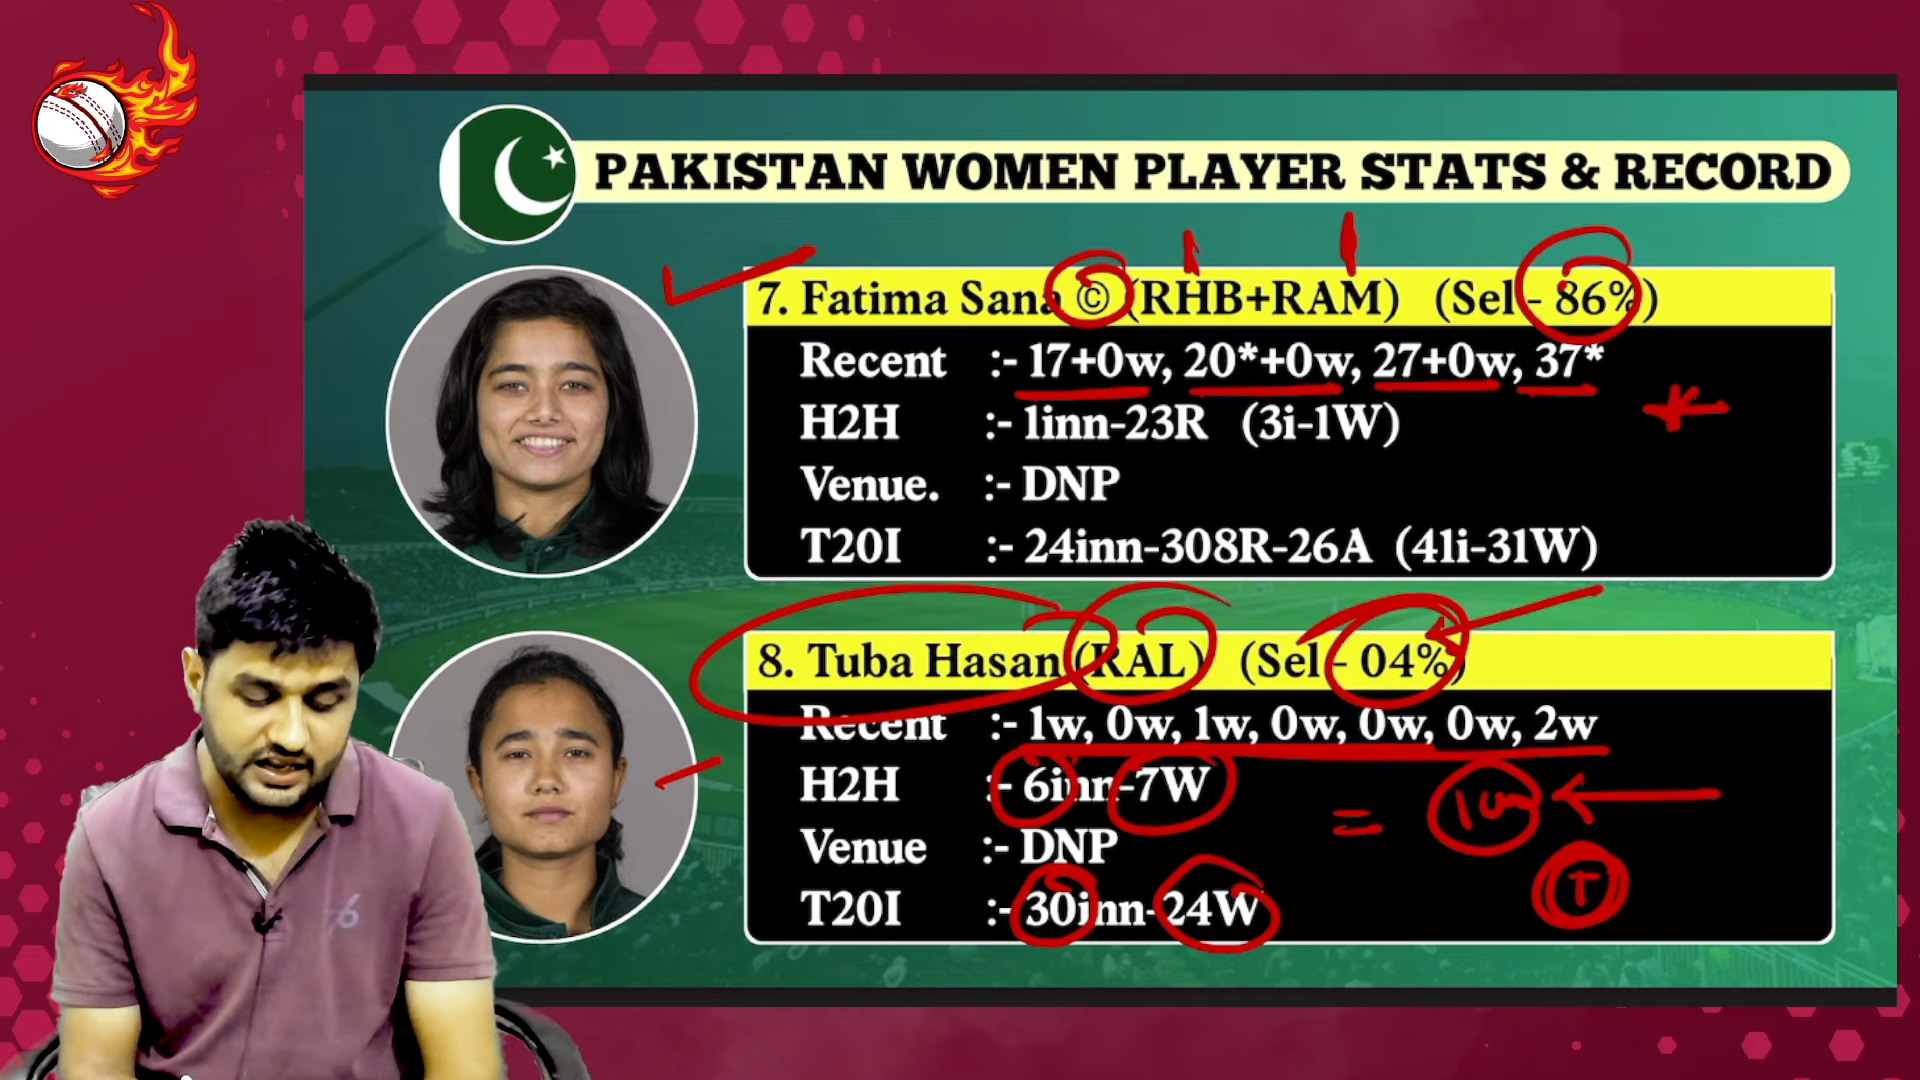 PAKISTAN WOMEN PLAYER STATS & RECORD
7. Fatima Sana © (RHB+RAM) (Sel - 86%)
Recent :- 17+0w, 20*+0w, 27+0w, 37*
H2H :- 1inn-23R (3i-1W)
Venue. :- DNP
T20I :- 24inn-308R-26A (41i-31W)
8. Tuba Hasan (RAL) (Sel - 04%)
Recent :- 1w, 0w, 1w, 0w, 0w, 0w, 2w
H2H :- 6inn-7W
= 1w
Venue :- DNP
T
T20I :- 30inn-24W